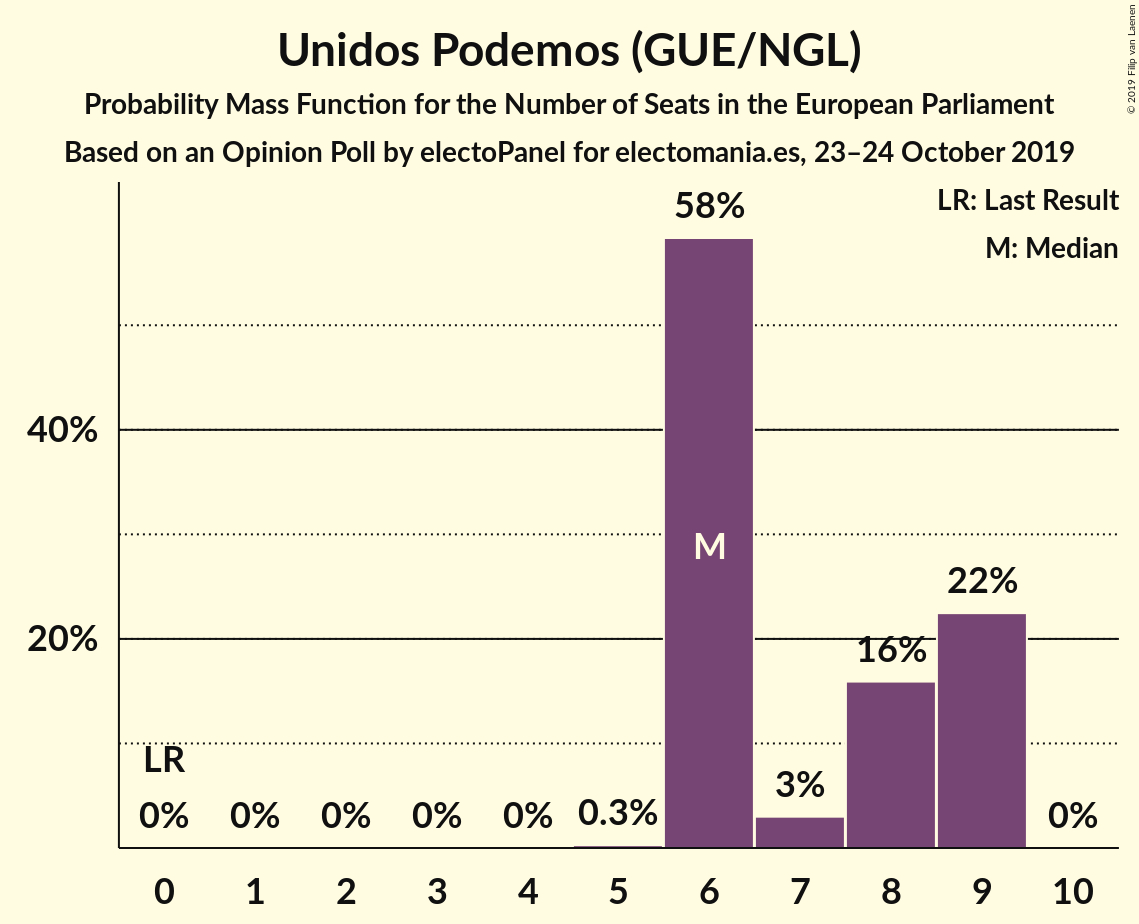 Unidos Podemos (GUE/NGL)
Probability Mass Function for the Number of Seats in the European Parliament
Based on an Opinion Poll by electoPanel for electomania.es, 23–24 October 2019
© 2019 Filip van Laenen
LR: Last Result
M: Median
58%
40%
M
22%
20%
16%
LR
3%
0% 0% 0% 0% 0% 0.3% 0%
0 1 2 3 4 5 6 7 8 9 10